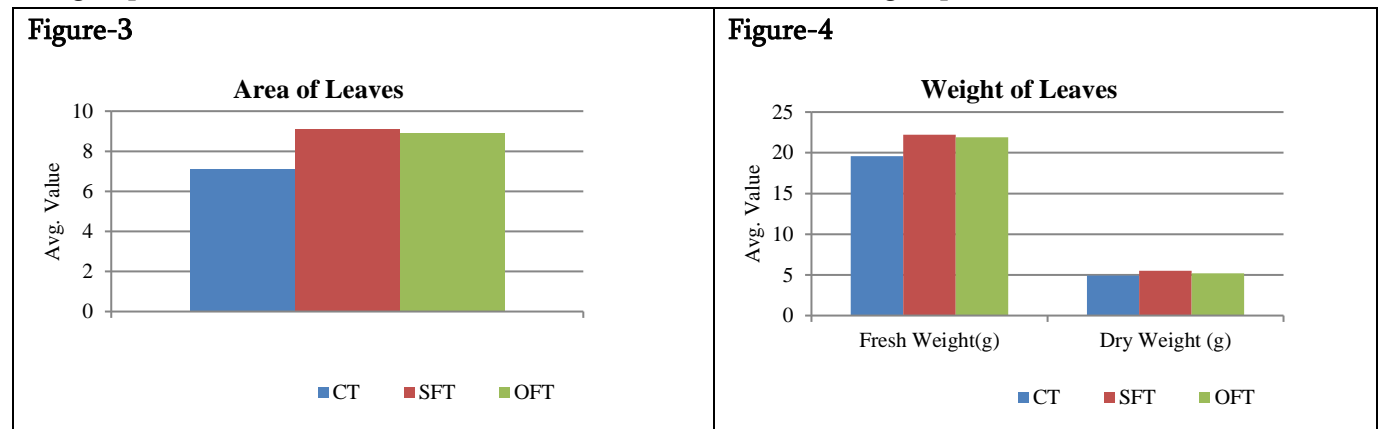 Figure-3
Area of Leaves
Avg. Value
10
8
6
4
2
0
CT SFT OFT
Figure-4
Weight of Leaves
Avg. Value
25
20
15
10
5
0
Fresh Weight(g) Dry Weight (g)
CT SFT OFT